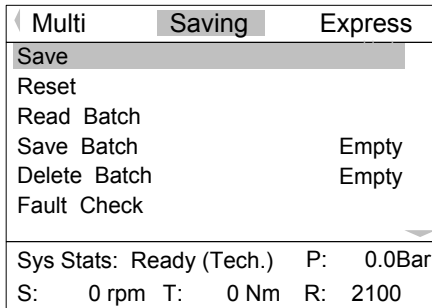 Multi Saving Express
Save
Reset
Read Batch
Save Batch Empty
Delete Batch Empty
Fault Check
Sys Stats: Ready (Tech.) P: 0.0Bar
S: 0 rpm T: 0 Nm R: 2100